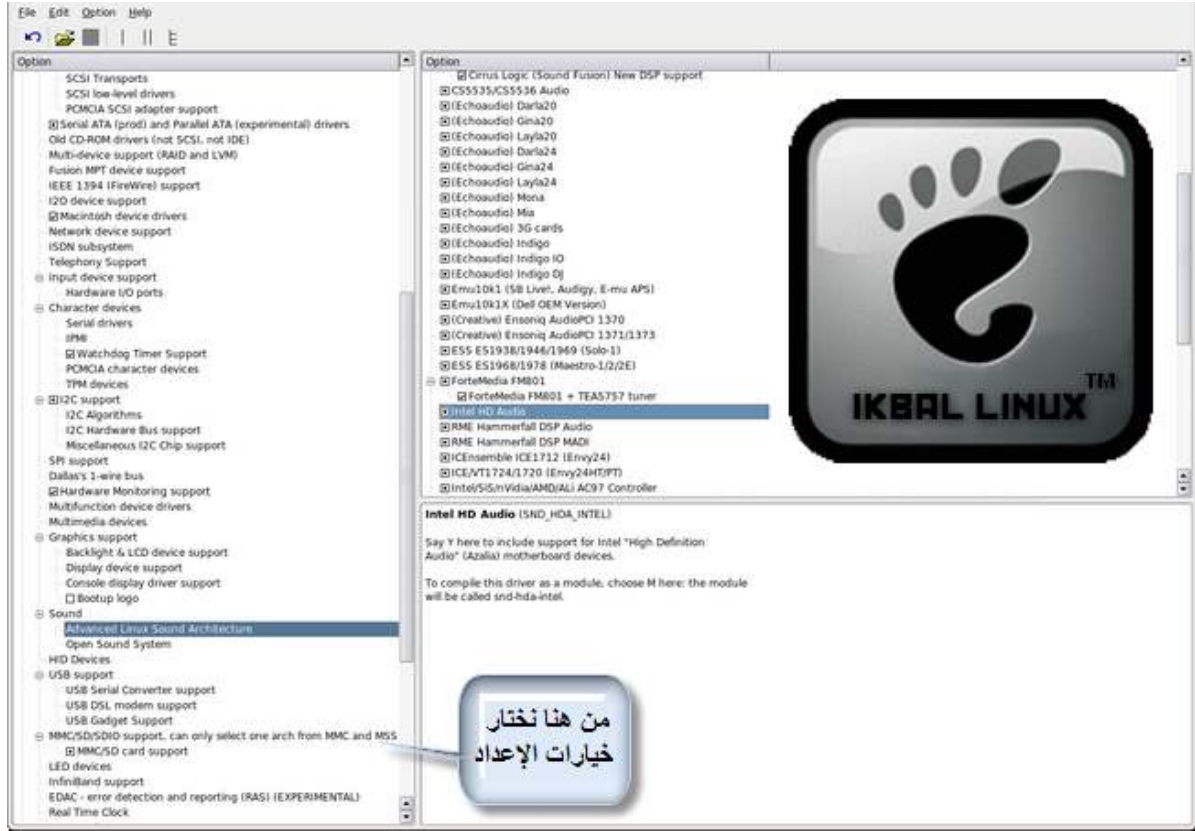 File Edit Option Help
Option
SCSI Transports
SCSI low-level drivers
PCMCIA SCSI adapter support
Serial ATA (prod) and Parallel ATA (experimental) drivers
Old CD-ROM drivers (not SCSI, not IDE)
Multi-device support (RAID and LVM)
Fusion MPT device support
IEEE 1394 (FireWire) support
I2O device support
Macintosh device drivers
Network device support
ISDN subsystem
Telephony Support
Input device support
Hardware I/O ports
Character devices
Serial drivers
IPMI
Watchdog Timer Support
PCMCIA character devices
TPM devices
I2C support
I2C Algorithms
I2C Hardware Bus support
Miscellaneous I2C Chip support
SPI support
Dallas's 1-wire bus
Hardware Monitoring support
Multifunction device drivers
Multimedia devices
Graphics support
Backlight & LCD device support
Display device support
Console display driver support
Bootup logo
Sound
Advanced Linux Sound Architecture
Open Sound System
HID Devices
USB support
USB Serial Converter support
USB DSL modem support
USB Gadget Support
MMC/SD/SDIO support, can only select one arch from MMC and MSS
MMC/SD card support
LED devices
InfiniBand support
EDAC - error detection and reporting (RAS) (EXPERIMENTAL)
Real Time Clock
Option
Cirrus Logic (Sound Fusion) New DSP support
CS5535/CS5536 Audio
(Echoaudio) Darla20
(Echoaudio) Gina20
(Echoaudio) Layla20
(Echoaudio) Darla24
(Echoaudio) Gina24
(Echoaudio) Layla24
(Echoaudio) Mona
(Echoaudio) Mia
(Echoaudio) 3G cards
(Echoaudio) Indigo
(Echoaudio) Indigo IO
(Echoaudio) Indigo DJ
Emu10k1 (SB Live!, Audigy, E-mu APS)
Emu10k1X (Dell OEM Version)
(Creative) Ensoniq AudioPCI 1370
(Creative) Ensoniq AudioPCI 1371/1373
ESS ES1938/1946/1969 (Solo-1)
ESS ES1968/1978 (Maestro-1/2/2E)
ForteMedia FM801
ForteMedia FM801 + TEA5757 tuner
Intel HD Audio
RME Hammerfall DSP Audio
RME Hammerfall DSP MADI
ICEnsemble ICE1712 (Envy24)
ICE/VT1724/1720 (Envy24HT/PT)
Intel/SiS/nVidia/AMD/ALi AC97 Controller
TM
IKBAL LINUX
Intel HD Audio (SND_HDA_INTEL)
Say Y here to include support for Intel "High Definition
Audio" (Azalia) motherboard devices.
To compile this driver as a module, choose M here: the module
will be called snd-hda-intel.
من هنا نختار
خيارات الإعداد